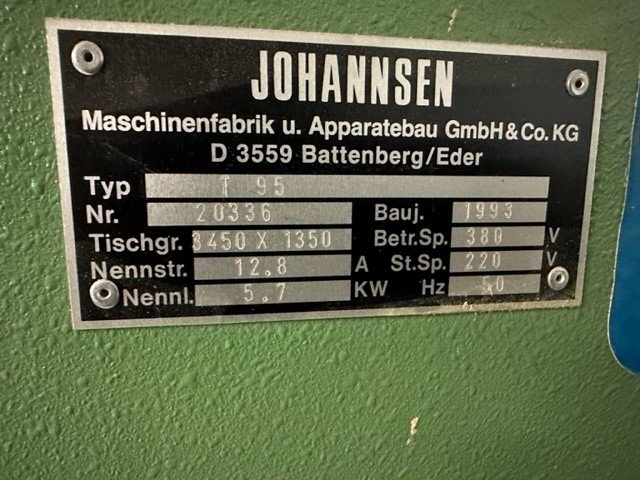 JOHANNSEN
Maschinenfabrik u. Apparatebau GmbH & Co. KG
D 3559 Battenberg/Eder
Typ T 95
Nr. 20336 Bauj. 1993
Tischgr. 3450 X 1350 Betr.Sp. 380 V
Nennstr. 12.8 A St.Sp. 220 V
Nennl. 5.7 KW Hz 50